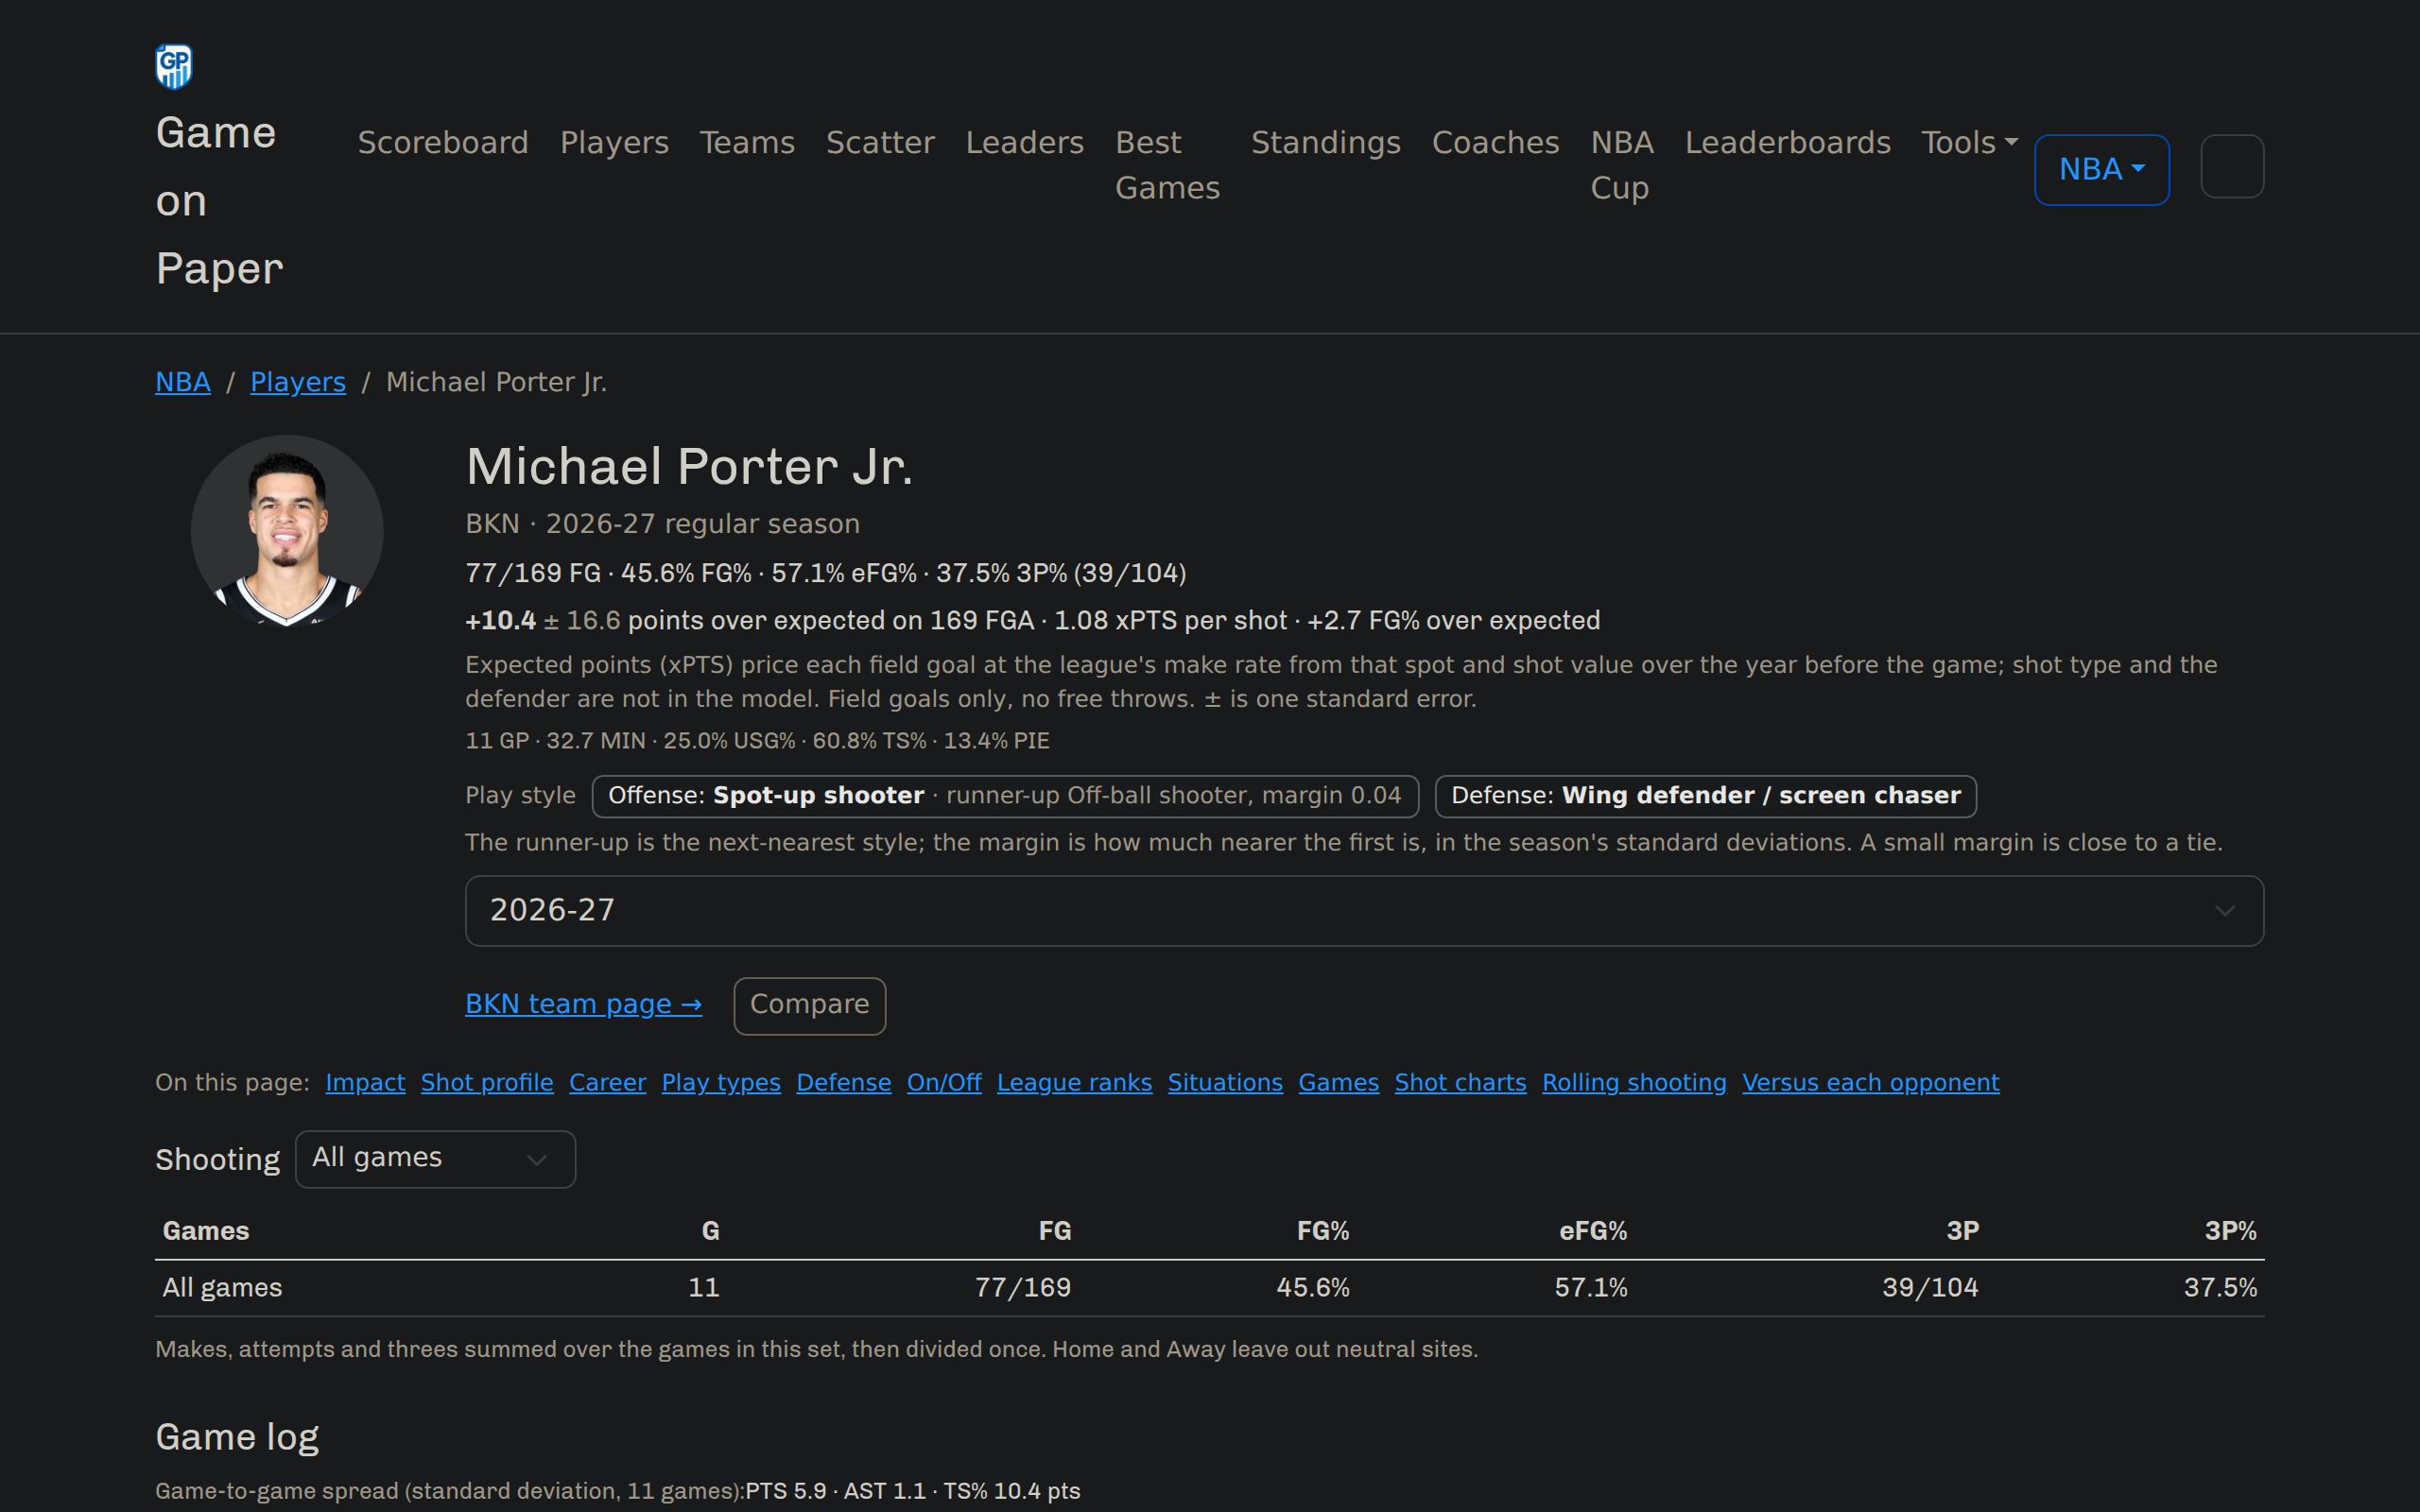 GP
Game
on
Paper
Scoreboard Players Teams Scatter Leaders Best Games Standings Coaches NBA Cup Leaderboards Tools NBA
NBA / Players / Michael Porter Jr.
Michael Porter Jr.
BKN · 2026-27 regular season
77/169 FG · 45.6% FG% · 57.1% eFG% · 37.5% 3P% (39/104)
+10.4 ± 16.6 points over expected on 169 FGA · 1.08 xPTS per shot · +2.7 FG% over expected
Expected points (xPTS) price each field goal at the league's make rate from that spot and shot value over the year before the game; shot type and the
defender are not in the model. Field goals only, no free throws. ± is one standard error.
11 GP · 32.7 MIN · 25.0% USG% · 60.8% TS% · 13.4% PIE
Play style Offense: Spot-up shooter · runner-up Off-ball shooter, margin 0.04 Defense: Wing defender / screen chaser
The runner-up is the next-nearest style; the margin is how much nearer the first is, in the season's standard deviations. A small margin is close to a tie.
2026-27
BKN team page → Compare
On this page: Impact Shot profile Career Play types Defense On/Off League ranks Situations Games Shot charts Rolling shooting Versus each opponent
Shooting All games
Games G FG FG% eFG% 3P 3P%
All games 11 77/169 45.6% 57.1% 39/104 37.5%
Makes, attempts and threes summed over the games in this set, then divided once. Home and Away leave out neutral sites.
Game log
Game-to-game spread (standard deviation, 11 games):PTS 5.9 · AST 1.1 · TS% 10.4 pts